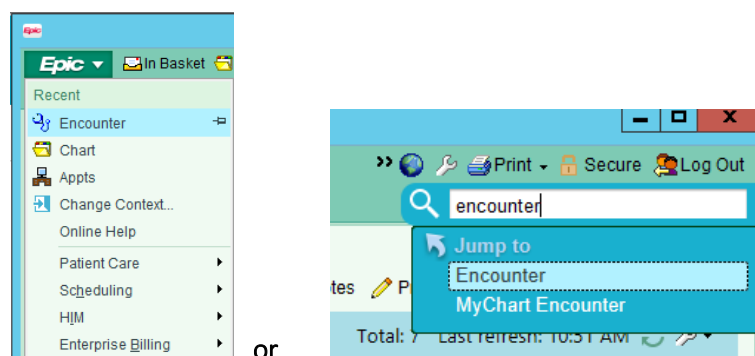 Epic
Epic In Basket
Recent
Encounter
Chart
Appts
Change Context...
Online Help
Patient Care
Scheduling
HIM
Enterprise Billing
or
Print Secure Log Out
encounter
Jump to
Encounter
MyChart Encounter
Total: 7 Last refresh: 10:51 AM